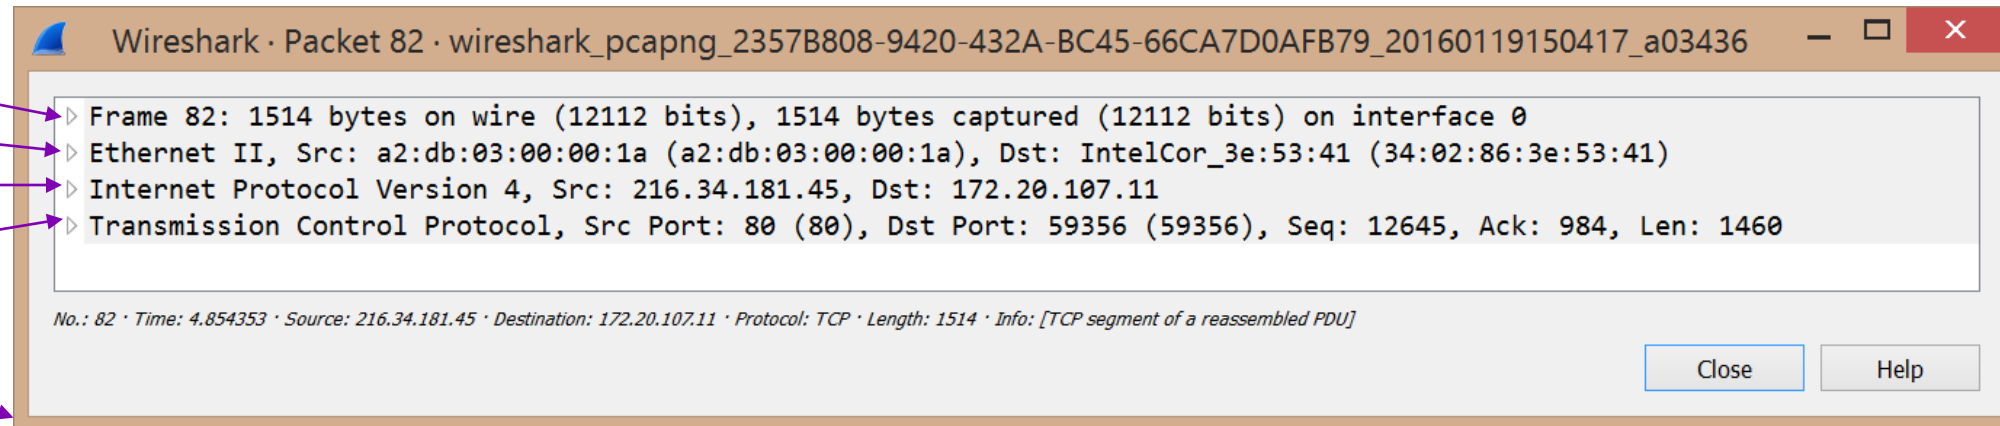 Wireshark · Packet 82 · wireshark_pcapng_2357B808-9420-432A-BC45-66CA7D0AFB79_20160119150417_a03436
Frame 82: 1514 bytes on wire (12112 bits), 1514 bytes captured (12112 bits) on interface 0
Ethernet II, Src: a2:db:03:00:00:1a (a2:db:03:00:00:1a), Dst: IntelCor_3e:53:41 (34:02:86:3e:53:41)
Internet Protocol Version 4, Src: 216.34.181.45, Dst: 172.20.107.11
Transmission Control Protocol, Src Port: 80 (80), Dst Port: 59356 (59356), Seq: 12645, Ack: 984, Len: 1460
No.: 82 · Time: 4.854353 · Source: 216.34.181.45 · Destination: 172.20.107.11 · Protocol: TCP · Length: 1514 · Info: [TCP segment of a reassembled PDU]
Close Help